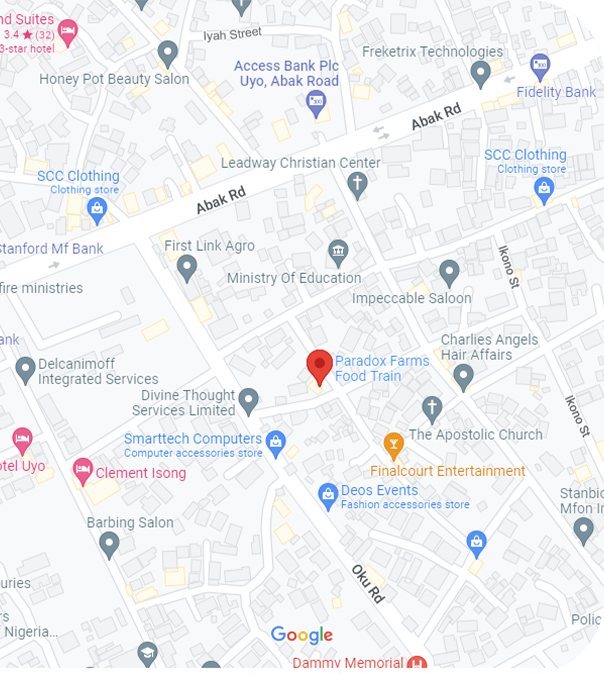 nd Suites
3.4 ★ (32)
3-star hotel
Iyah Street
Freketrix Technologies
Honey Pot Beauty Salon
Access Bank Plc
Uyo, Abak Road
Fidelity Bank
Abak Rd
Leadway Christian Center
SCC Clothing
Clothing store
SCC Clothing
Clothing store
Abak Rd
Stanford Mf Bank
First Link Agro
Ministry Of Education
Ikono St
fire ministries
Impeccable Saloon
ank
Charlies Angels
Hair Affairs
Paradox Farms
Food Train
Delcanimoff
Integrated Services
Divine Thought
Services Limited
Ikono St
The Apostolic Church
Smarttech Computers
Computer accessories store
otel Uyo
Clement Isong
Finalcourt Entertainment
Deos Events
Fashion accessories store
Stanbic
Mfon In
Barbing Salon
Oku Rd
uries
rs
Nigeria...
Polic
Google
Dammy Memorial